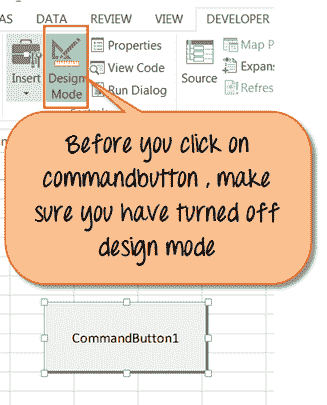 AS DATA REVIEW VIEW DEVELOPER
Properties
Map P
View Code
Expans
Insert Design Source
Mode Run Dialog Refres
Before you click on
commandbutton , make
sure you have turned off
design mode
CommandButton1